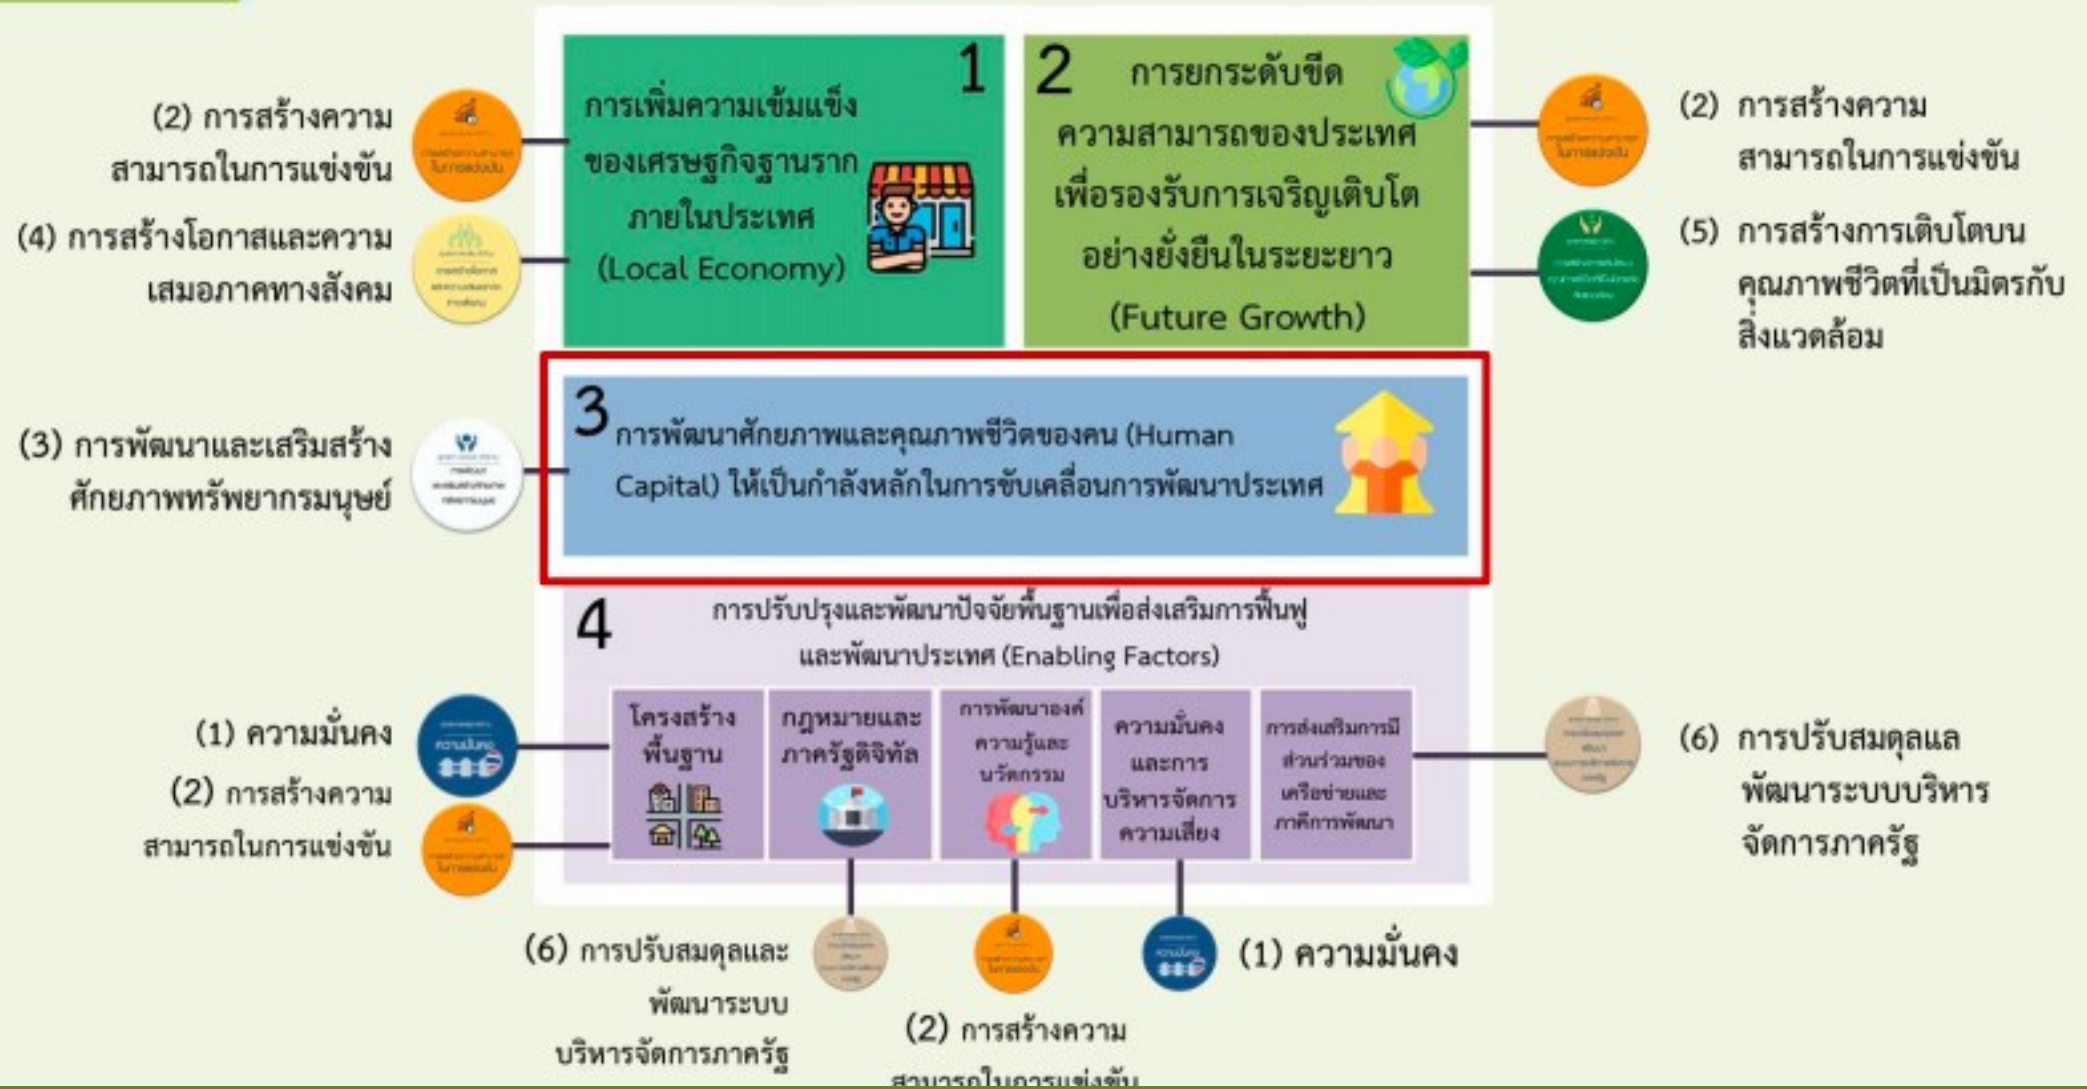 (2) การสร้างความ
สามารถในการแข่งขัน
(4) การสร้างโอกาสและความ
เสมอภาคทางสังคม
1
การเพิ่มความเข้มแข็ง
ของเศรษฐกิจฐานราก
ภายในประเทศ
(Local Economy)
2
การยกระดับขีด
ความสามารถของประเทศ
เพื่อรองรับการเจริญเติบโต
อย่างยั่งยืนในระยะยาว
(Future Growth)
(2) การสร้างความ
สามารถในการแข่งขัน
(5) การสร้างการเติบโตบน
คุณภาพชีวิตที่เป็นมิตรกับ
สิ่งแวดล้อม
(3) การพัฒนาและเสริมสร้าง
ศักยภาพทรัพยากรมนุษย์
3
การพัฒนาศักยภาพและคุณภาพชีวิตของคน (Human
Capital) ให้เป็นกำลังหลักในการขับเคลื่อนการพัฒนาประเทศ
4
การปรับปรุงและพัฒนาปัจจัยพื้นฐานเพื่อส่งเสริมการฟื้นฟู
และพัฒนาประเทศ (Enabling Factors)
(1) ความมั่นคง
ความมั่นคง
(2) การสร้างความ
สามารถในการแข่งขัน
โครงสร้าง
พื้นฐาน
กฎหมายและ
ภาครัฐดิจิทัล
การพัฒนาองค์
ความรู้และ
นวัตกรรม
ความมั่นคง
และการ
บริหารจัดการ
ความเสี่ยง
การส่งเสริมการมี
ส่วนร่วมของ
เครือข่ายและ
ภาคีการพัฒนา
(6) การปรับสมดุลแล
พัฒนาระบบบริหาร
จัดการภาครัฐ
(6) การปรับสมดุลและ
พัฒนาระบบ
บริหารจัดการภาครัฐ
(2) การสร้างความ
สามารถในการแข่งขัน
(1) ความมั่นคง